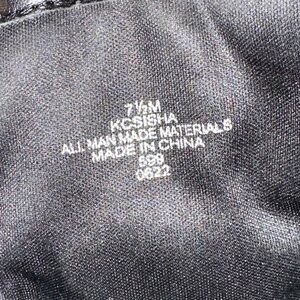 7½M
KCSISHA
ALL MAN MADE MATERIALS
MADE IN CHINA
599
0622